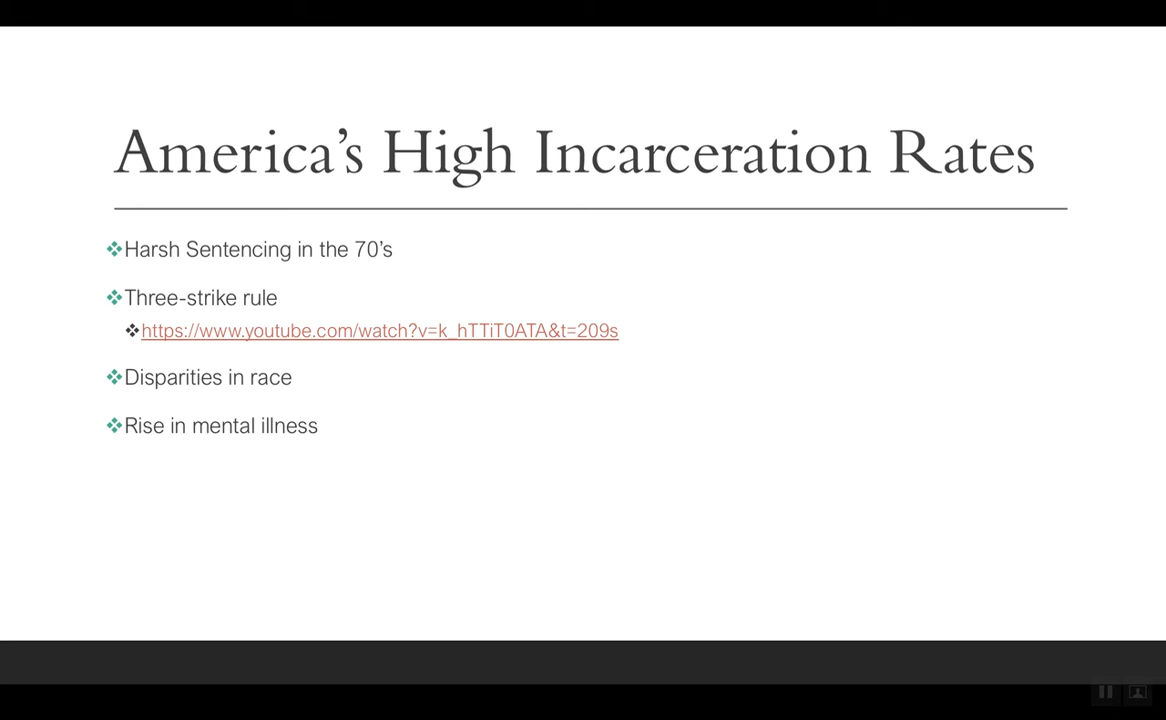 America’s High Incarceration Rates
❖Harsh Sentencing in the 70’s
❖Three-strike rule
❖https://www.youtube.com/watch?v=k_hTTiT0ATA&t=209s
❖Disparities in race
❖Rise in mental illness